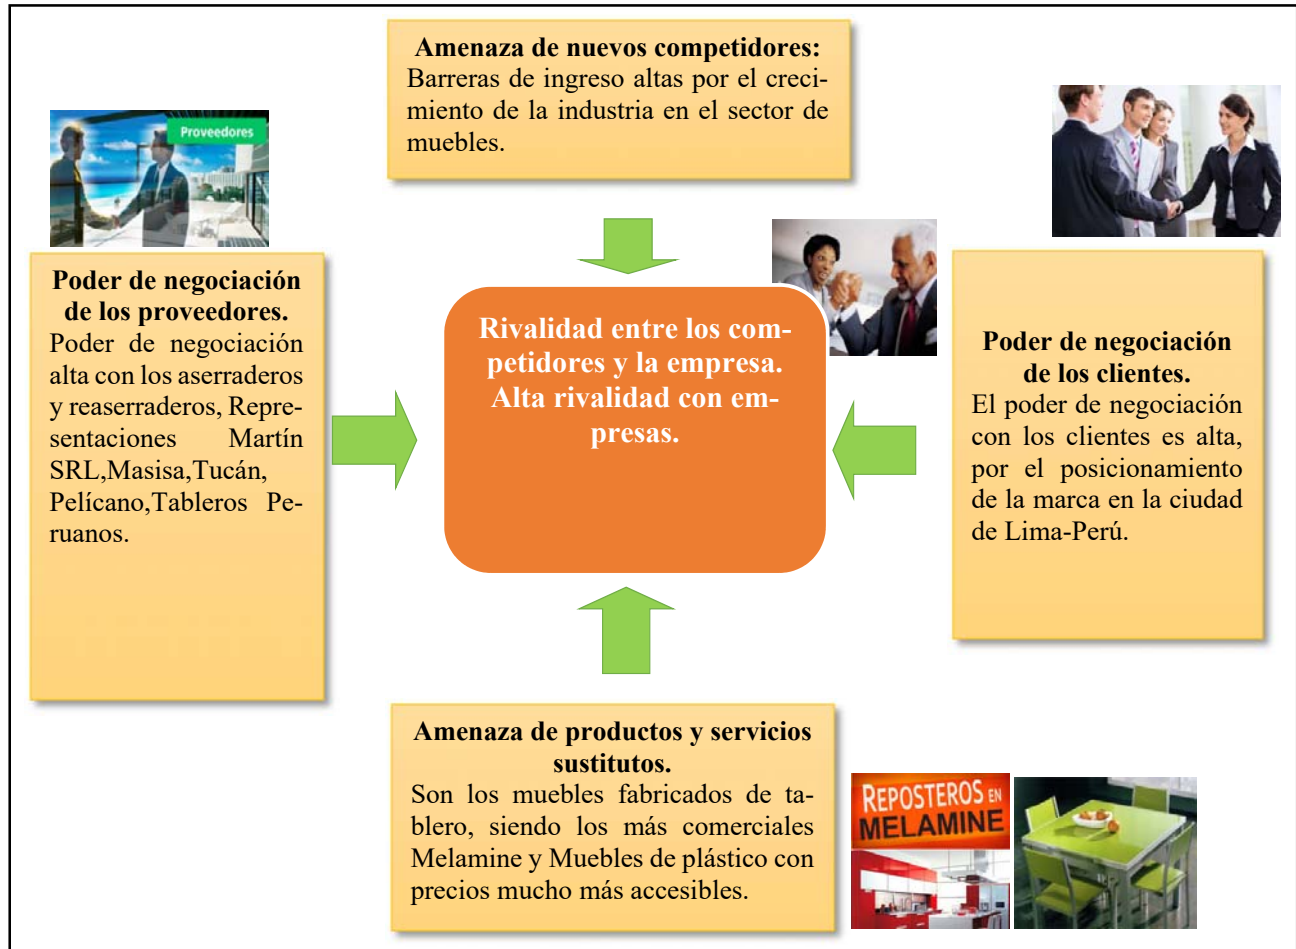 Amenaza de nuevos competidores:
Barreras de ingreso altas por el creci-
miento de la industria en el sector de
muebles.
Proveedores
Poder de negociación
de los proveedores.
Poder de negociación
alta con los aserraderos
y reaserraderos, Repre-
sentaciones Martín
SRL,Masisa,Tucán,
Pelícano,Tableros Pe-
ruanos.
Rivalidad entre los com-
petidores y la empresa.
Alta rivalidad con em-
presas.
Poder de negociación
de los clientes.
El poder de negociación
con los clientes es alta,
por el posicionamiento
de la marca en la ciudad
de Lima-Perú.
Amenaza de productos y servicios
sustitutos.
Son los muebles fabricados de ta-
blero, siendo los más comerciales
Melamine y Muebles de plástico con
precios mucho más accesibles.
REPOSTEROS EN
MELAMINE